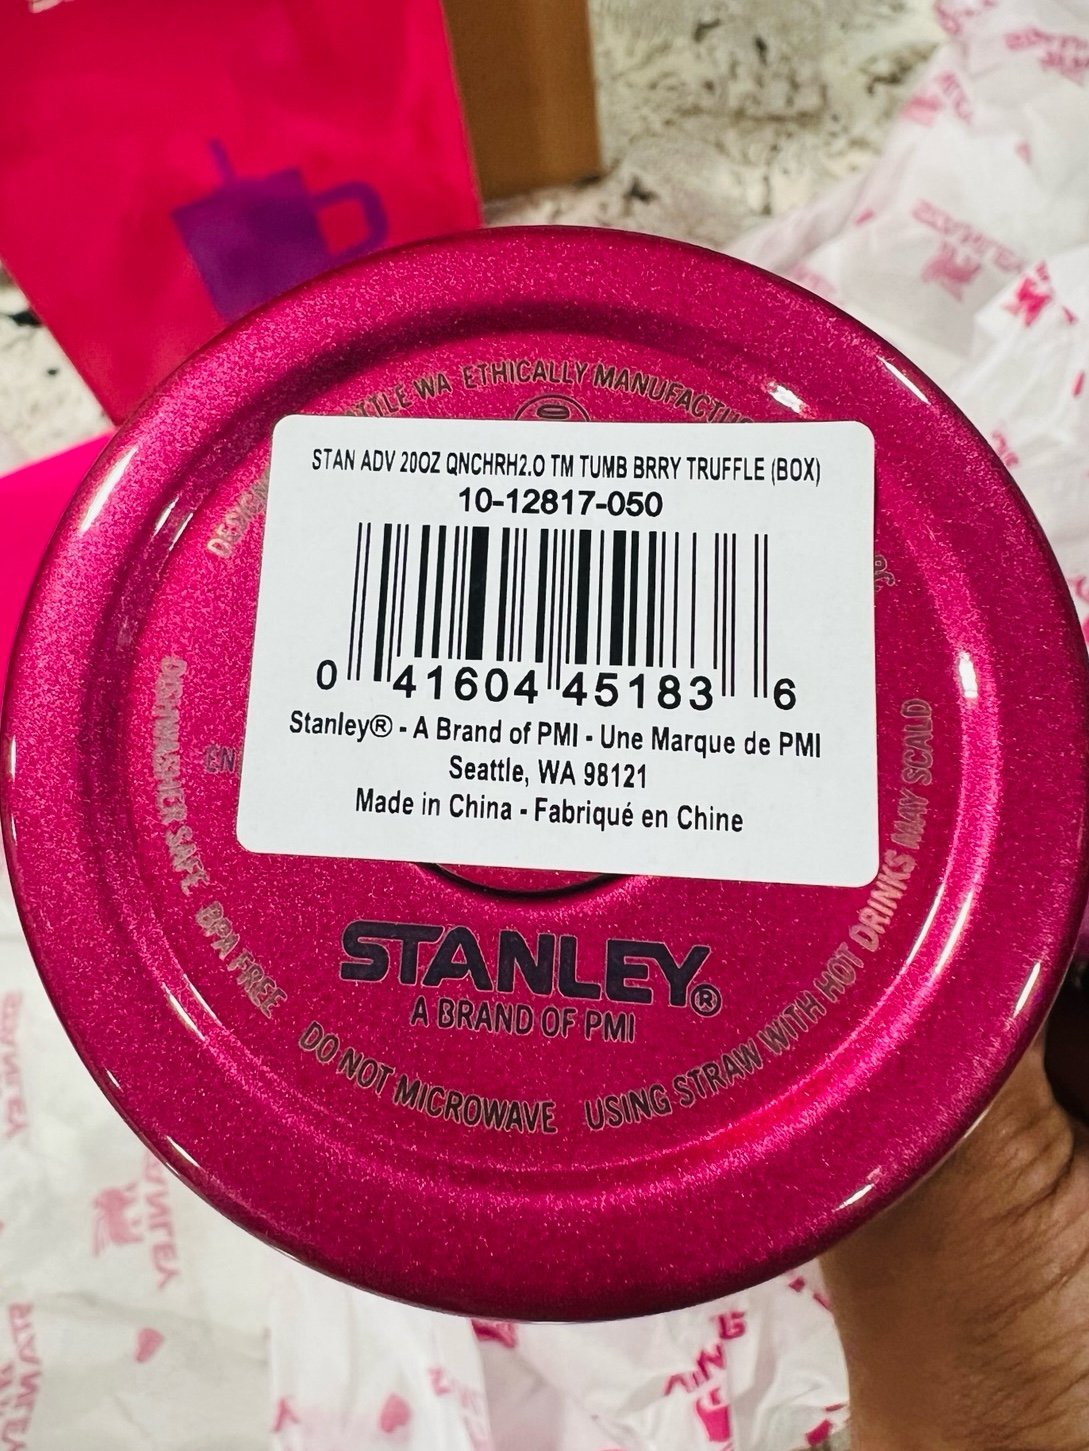 STAN ADV 20OZ QNCHRH2.O TM TUMB BRRY TRUFFLE (BOX)
10-12817-050
0 41604 45183 6
Stanley® - A Brand of PMI - Une Marque de PMI
Seattle, WA 98121
Made in China - Fabriqué en Chine
WA ETHICALLY
STANLEY®
A BRAND OF PMI
DISHWASHER SAFE BPA FREE DO NOT MICROWAVE USING STRAW WITH HOT DRINKS MAY SCALD
STANLEY